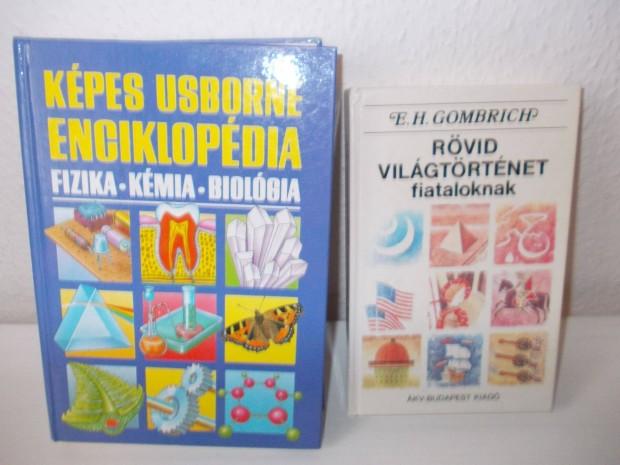 KÉPES USBORNE
ENCIKLOPÉDIA
FIZIKA • KÉMIA • BIOLÓGIA
E. H. GOMBRICH
RÖVID
VILÁGTÖRTÉNET
fiataloknak
ÁKV-BUDAPEST KIADÓ